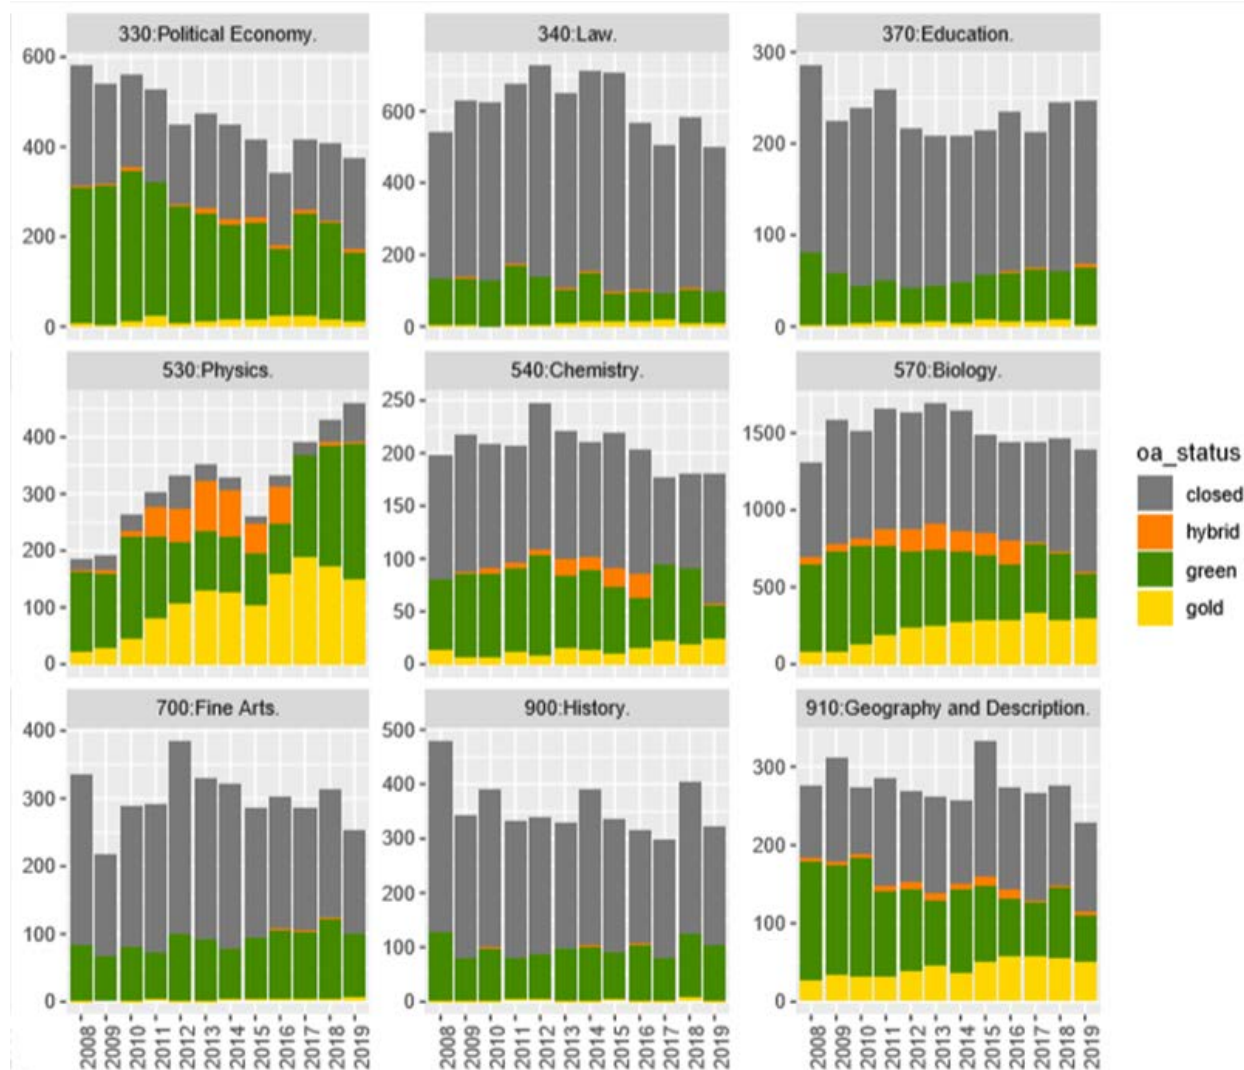 330:Political Economy.
340:Law.
370:Education.
600
400
200
0
600
400
200
0
300
200
100
0
530:Physics.
540:Chemistry.
570:Biology.
400
300
200
100
0
250
200
150
100
50
0
1500
1000
500
0
oa_status
closed
hybrid
green
gold
700:Fine Arts.
900:History.
910:Geography and Description.
400
300
200
100
0
500
400
300
200
100
0
300
200
100
0
2008 2009 2010 2011 2012 2013 2014 2015 2016 2017 2018 2019
2008 2009 2010 2011 2012 2013 2014 2015 2016 2017 2018 2019
2008 2009 2010 2011 2012 2013 2014 2015 2016 2017 2018 2019